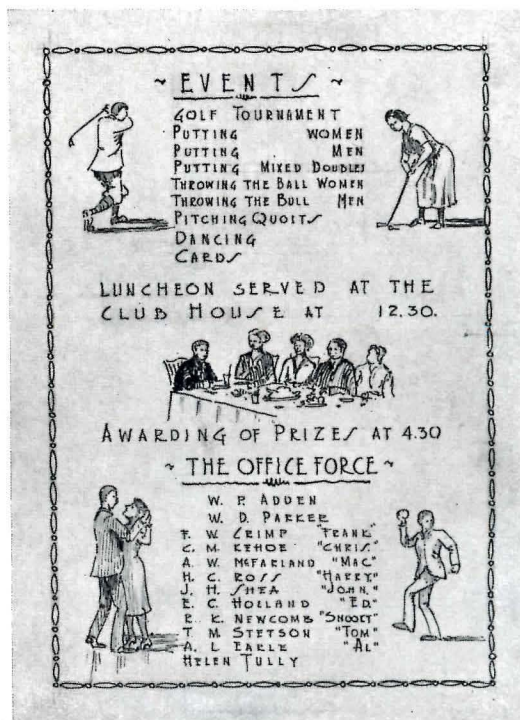 ~ EVENTS ~
GOLF TOURNAMENT
PUTTING WOMEN
PUTTING MEN
PUTTING MIXED DOUBLES
THROWING THE BALL WOMEN
THROWING THE BULL MEN
PITCHING QUOITS
DANCING
CARDS
LUNCHEON SERVED AT THE
CLUB HOUSE AT 12.30.
AWARDING OF PRIZES AT 4.30
~ THE OFFICE FORCE ~
W. P. ADDEN
W. D. PARKER
F. W. CRIMP "FRANK"
C. M. KEHOE "CHRIS."
A. W. MCFARLAND "MAC"
H. C. ROSS "HARRY."
J. H. SHEA "JOHN."
E. C. HOLLAND "ED."
R. K. NEWCOMB
T. M. STETSON "TOM"
A. L. EARLE "AL"
HELEN TULLY